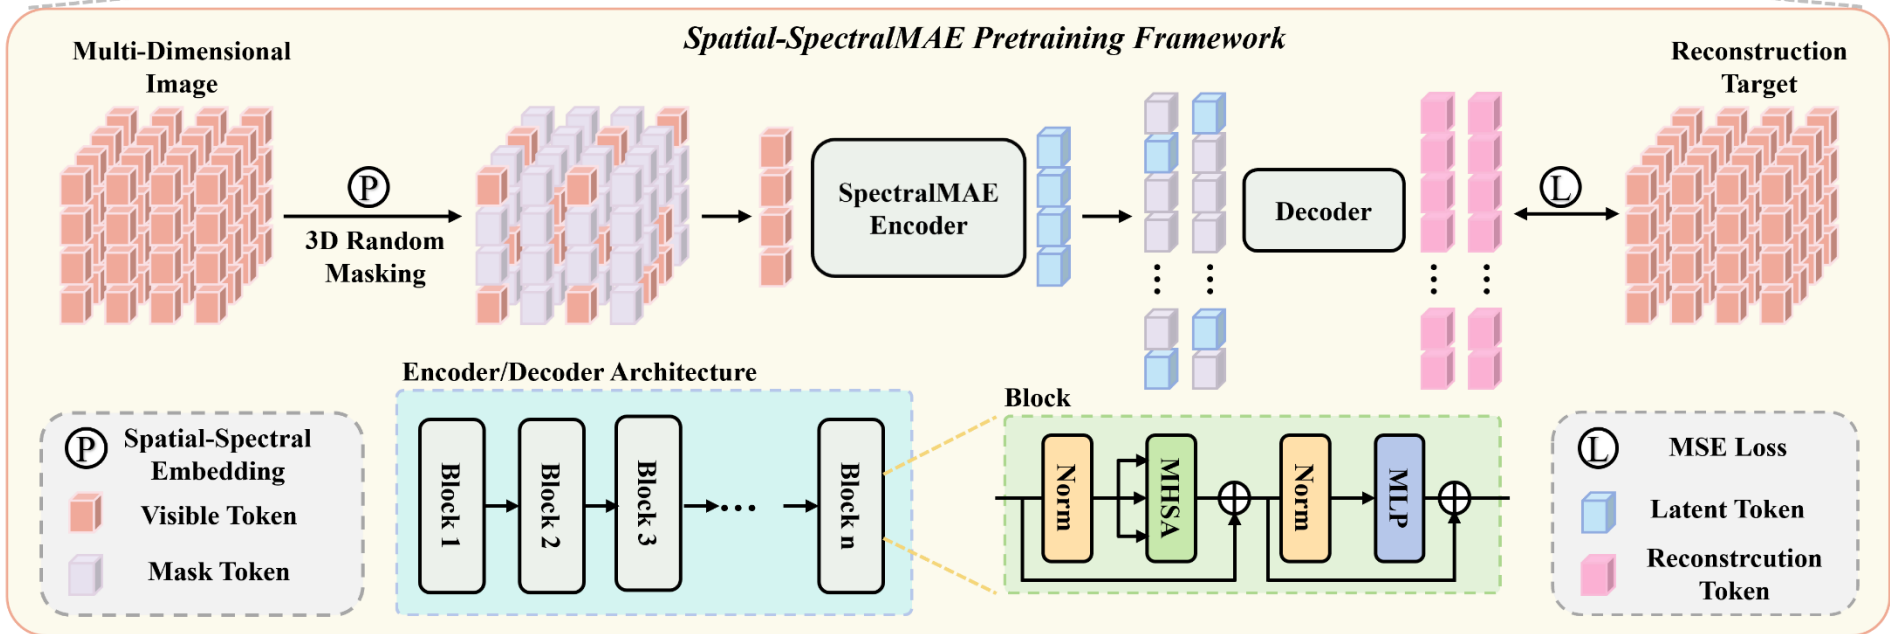 Spatial-SpectralMAE Pretraining Framework
Multi-Dimensional
Image
P
3D Random
Masking
SpectralMAE
Encoder
Decoder
L
Reconstruction
Target
Encoder/Decoder Architecture
Block 1
Block 2
Block 3
Block n
Block
Norm
MHSA
Norm
MLP
P
Spatial-Spectral
Embedding
Visible Token
Mask Token
L
MSE Loss
Latent Token
Reconstrcution
Token